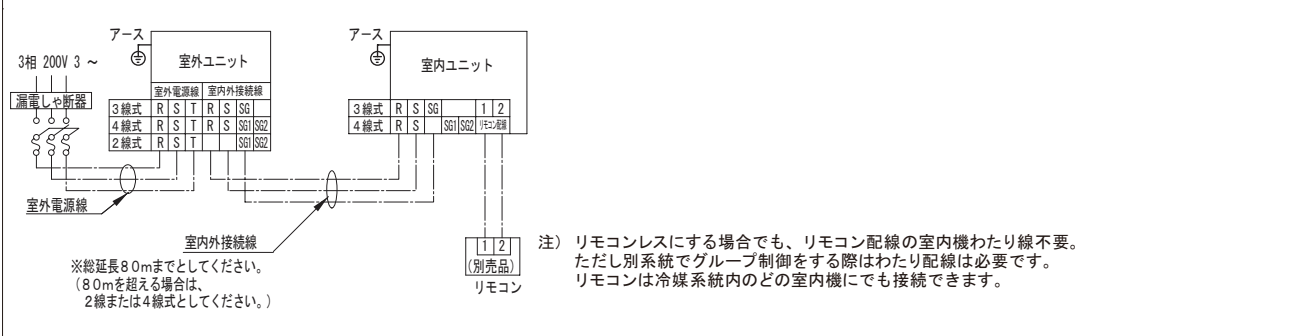 アース
3相 200V 3 ～
漏電しゃ断器
室外ユニット
室外電源線 室内外接続線
3線式 R S T R S SG
4線式 R S T R S SG1 SG2
2線式 R S T SG1 SG2
室外電源線
室内外接続線
※総延長80mまでとしてください。
（80mを超える場合は、
2線または4線式としてください。）
アース
室内ユニット
3線式 R S SG 1 2
4線式 R S SG1 SG2 リモコン配線
1 2
(別売品)
リモコン
注） リモコンレスにする場合でも、リモコン配線の室内機わたり線不要。
ただし別系統でグループ制御をする際はわたり配線は必要です。
リモコンは冷媒系統内のどの室内機にでも接続できます。